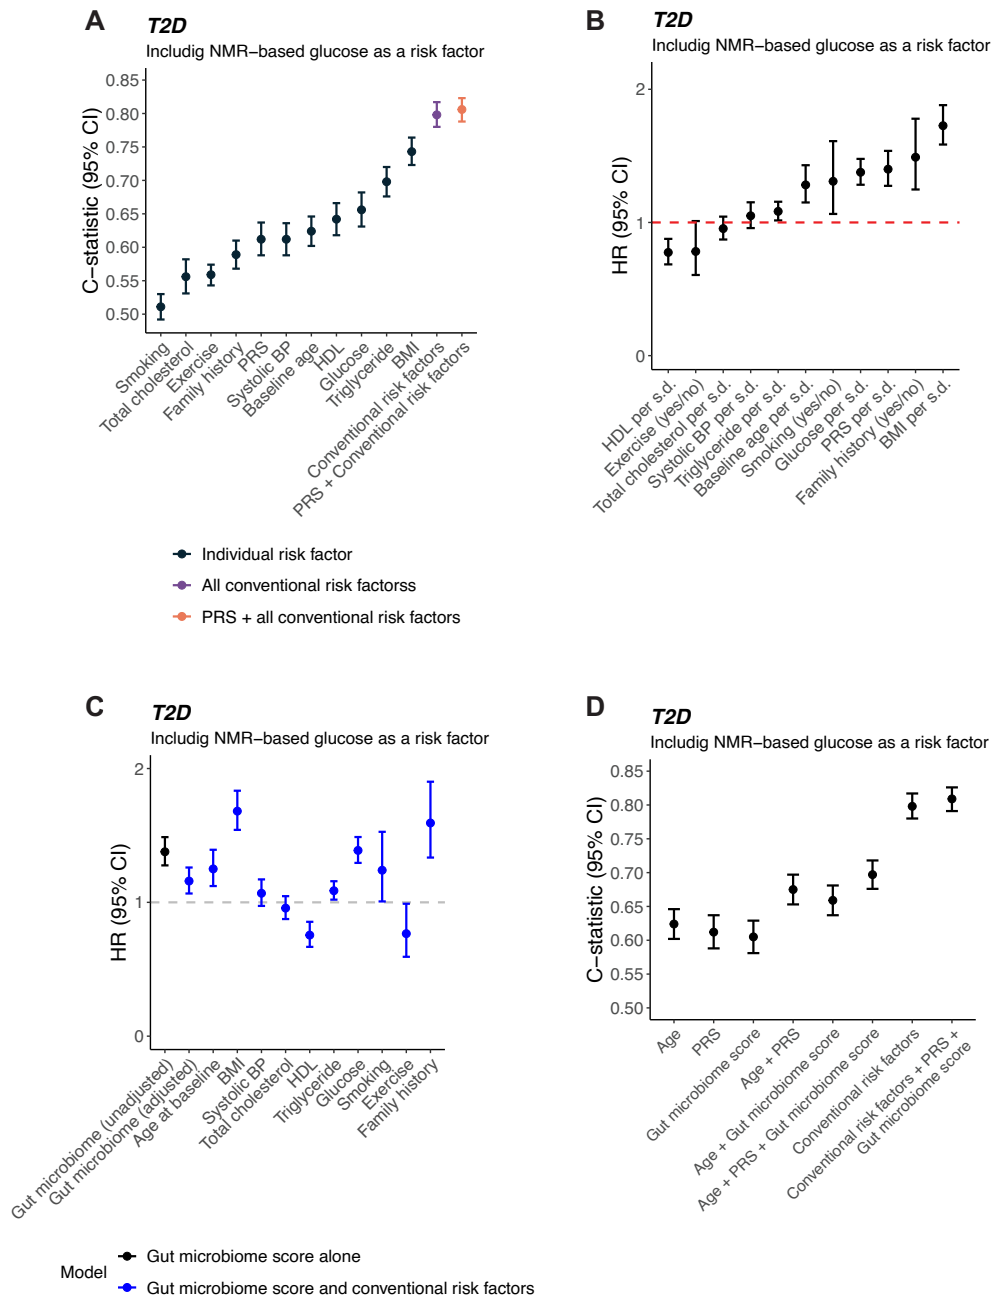 A
T2D
Includig NMR−based glucose as a risk factor
C−statistic (95% CI)
0.85
0.80
0.75
0.70
0.65
0.60
0.55
0.50
Smoking
Total cholesterol
Exercise
Family history
PRS
Systolic BP
Baseline age
HDL
Glucose
Triglyceride
BMI
Conventional risk factors
PRS + Conventional risk factors
Individual risk factor
All conventional risk factorss
PRS + all conventional risk factors
B
T2D
Includig NMR−based glucose as a risk factor
HR (95% CI)
2
1
0
HDL per s.d.
Exercise (yes/no)
Total cholesterol per s.d.
Systolic BP per s.d.
Triglyceride per s.d.
Baseline age per s.d.
Smoking (yes/no)
Glucose per s.d.
PRS per s.d.
Family history (yes/no)
BMI per s.d.
C
T2D
Includig NMR−based glucose as a risk factor
HR (95% CI)
2
1
0
Gut microbiome (unadjusted)
Gut microbiome (adjusted)
Age at baseline
BMI
Systolic BP
Total cholesterol
HDL
Triglyceride
Glucose
Smoking
Exercise
Family history
Model
Gut microbiome score alone
Gut microbiome score and conventional risk factors
D
T2D
Includig NMR−based glucose as a risk factor
C−statistic (95% CI)
0.85
0.80
0.75
0.70
0.65
0.60
0.55
0.50
Age
PRS
Gut microbiome score
Age + PRS
Age + Gut microbiome score
Age + PRS + Gut microbiome score
Conventional risk factors
Conventional risk factors + PRS +
Gut microbiome score